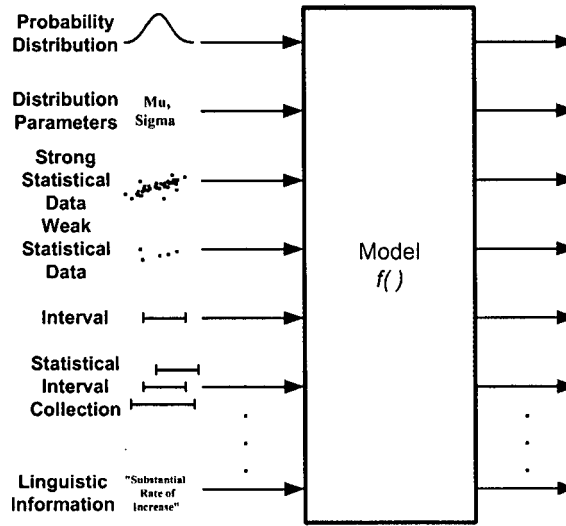 Probability
Distribution
Distribution
Parameters
Mu,
Sigma
Strong
Statistical
Data
Weak
Statistical
Data
Interval
Statistical
Interval
Collection
Linguistic
Information
"Substantial
Rate of
Increase"
Model
f( )